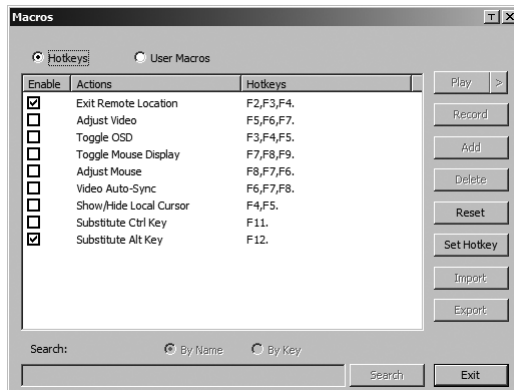 Macros
T X
Hotkeys User Macros
Enable Actions Hotkeys
Exit Remote Location F2,F3,F4.
Adjust Video F5,F6,F7.
Toggle OSD F3,F4,F5.
Toggle Mouse Display F7,F8,F9.
Adjust Mouse F8,F7,F6.
Video Auto-Sync F6,F7,F8.
Show/Hide Local Cursor F4,F5.
Substitute Ctrl Key F11.
Substitute Alt Key F12.
Play >
Record
Add
Delete
Reset
Set Hotkey
Import
Export
Search: By Name By Key
Search Exit